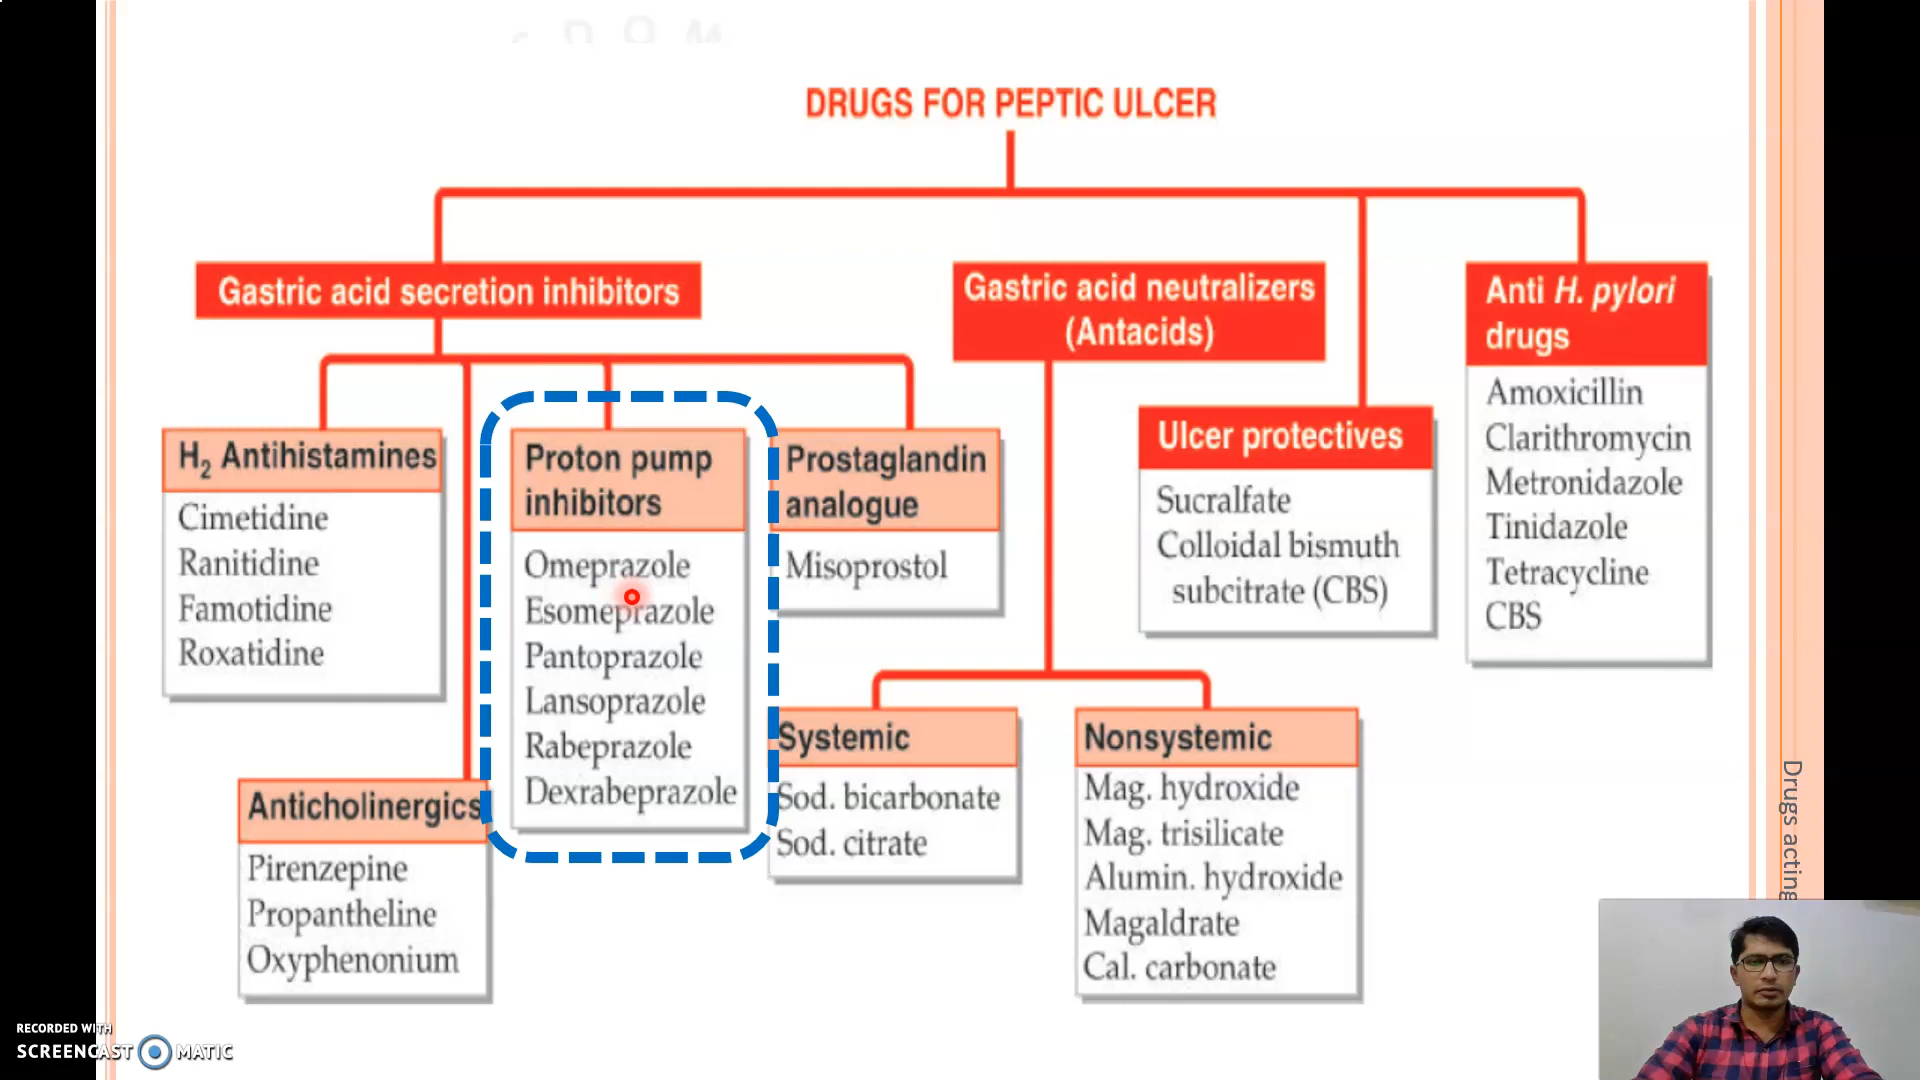 DRUGS FOR PEPTIC ULCER
Gastric acid secretion inhibitors
Gastric acid neutralizers
(Antacids)
Anti H. pylori
drugs
Amoxicillin
Clarithromycin
Metronidazole
Tinidazole
Tetracycline
CBS
Ulcer protectives
Sucralfate
Colloidal bismuth
subcitrate (CBS)
H₂ Antihistamines
Cimetidine
Ranitidine
Famotidine
Roxatidine
Proton pump
inhibitors
Omeprazole
Esomeprazole
Pantoprazole
Lansoprazole
Rabeprazole
Dexrabeprazole
Prostaglandin
analogue
Misoprostol
Anticholinergics
Pirenzepine
Propantheline
Oxyphenonium
Systemic
Sod. bicarbonate
Sod. citrate
Nonsystemic
Mag. hydroxide
Mag. trisilicate
Alumin. hydroxide
Magaldrate
Cal. carbonate
Drugs acting
RECORDED WITH
SCREENCAST MATIC